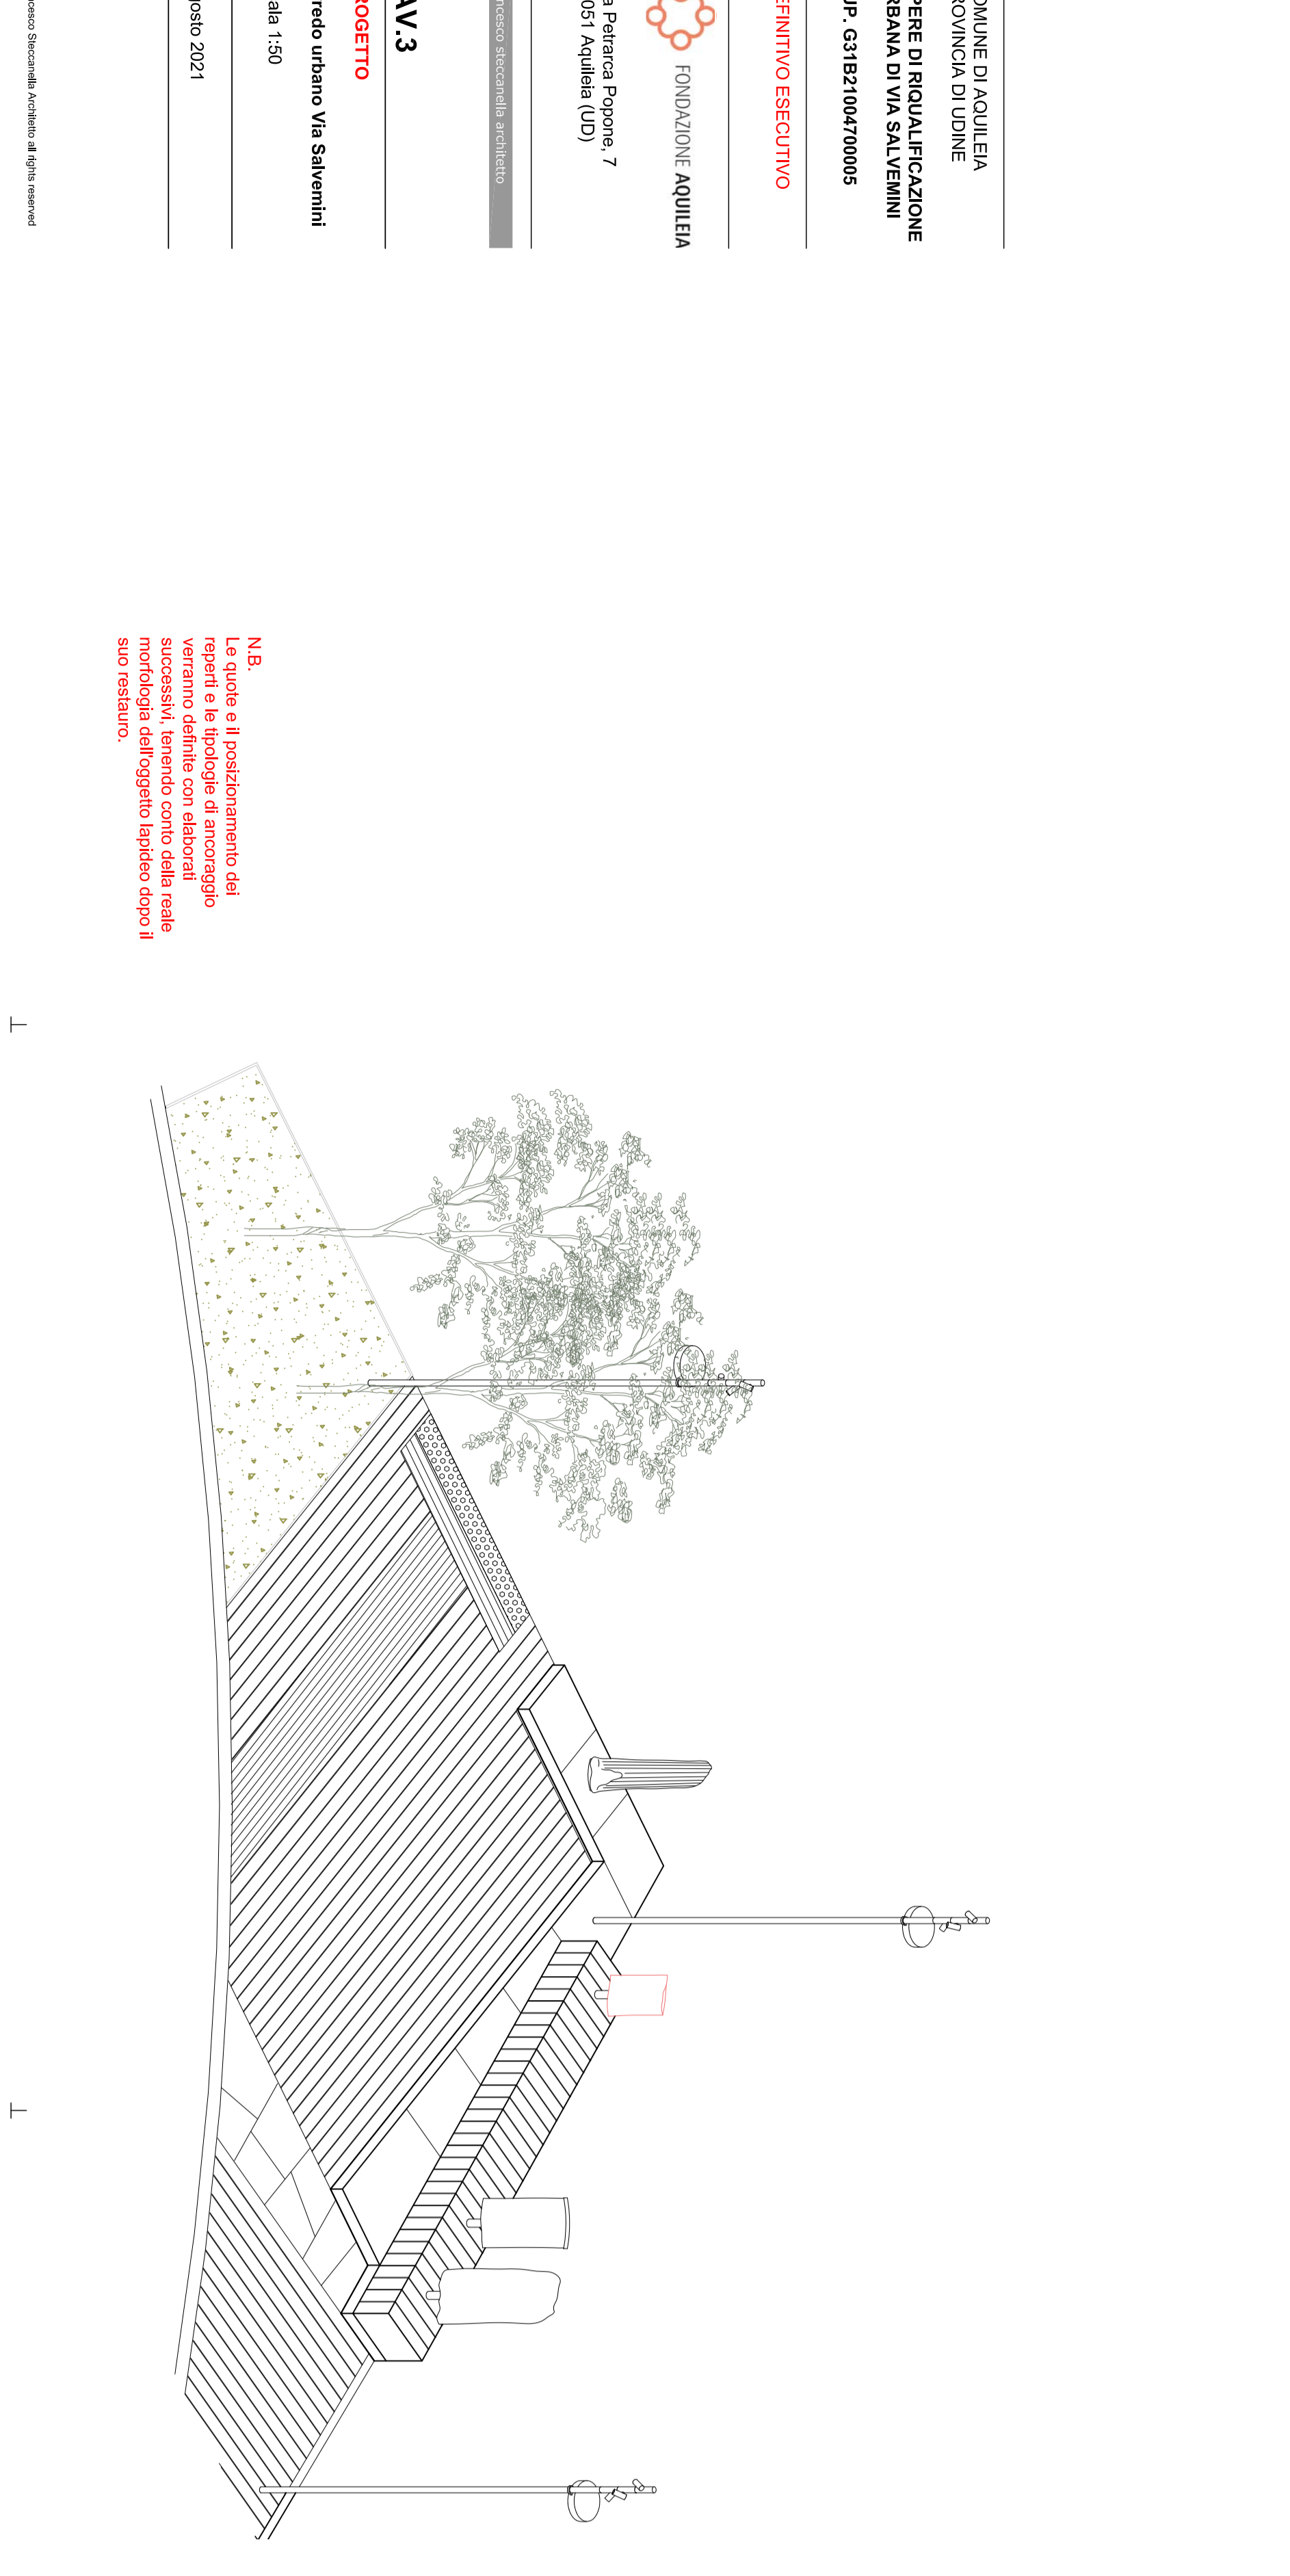 OMUNE DI AQUILEIA
ROVINCIA DI UDINE
PERE DI RIQUALIFICAZIONE
RBANA DI VIA SALVEMINI
UP. G31B21004700005
EFINITIVO ESECUTIVO
FONDAZIONE AQUILEIA
a Petrarca Popone, 7
051 Aquileia (UD)
ncesco steccanella architetto
AV.3
ROGETTO
redo urbano Via Salvemini
ala 1:50
gosto 2021
ncesco Steccanella Architetto all rights reserved
N.B.
Le quote e il posizionamento dei
reperti e le tipologie di ancoraggio
verranno definite con elaborati
successivi, tenendo conto della reale
morfologia dell'oggetto lapideo dopo il
suo restauro.